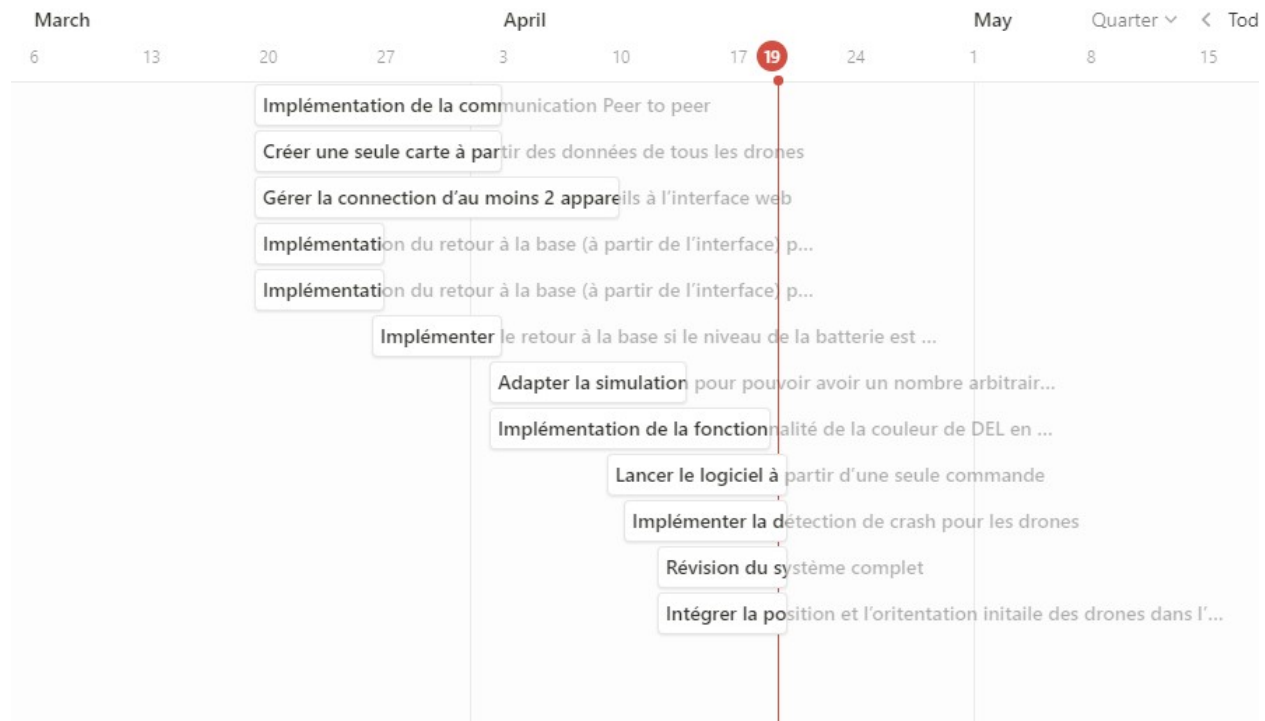 March April May Quarter Tod
6 13 20 27 3 10 17 19 24 1 8 15
Implémentation de la communication Peer to peer
Créer une seule carte à partir des données de tous les drones
Gérer la connection d'au moins 2 appareils à l'interface web
Implémentation du retour à la base (à partir de l'interface) p...
Implémentation du retour à la base (à partir de l'interface) p...
Implémenter le retour à la base si le niveau de la batterie est ...
Adapter la simulation pour pouvoir avoir un nombre arbitrair...
Implémentation de la fonctionnalité de la couleur de DEL en ...
Lancer le logiciel à partir d'une seule commande
Implémenter la détection de crash pour les drones
Révision du système complet
Intégrer la position et l'oritentation initaile des drones dans l'...